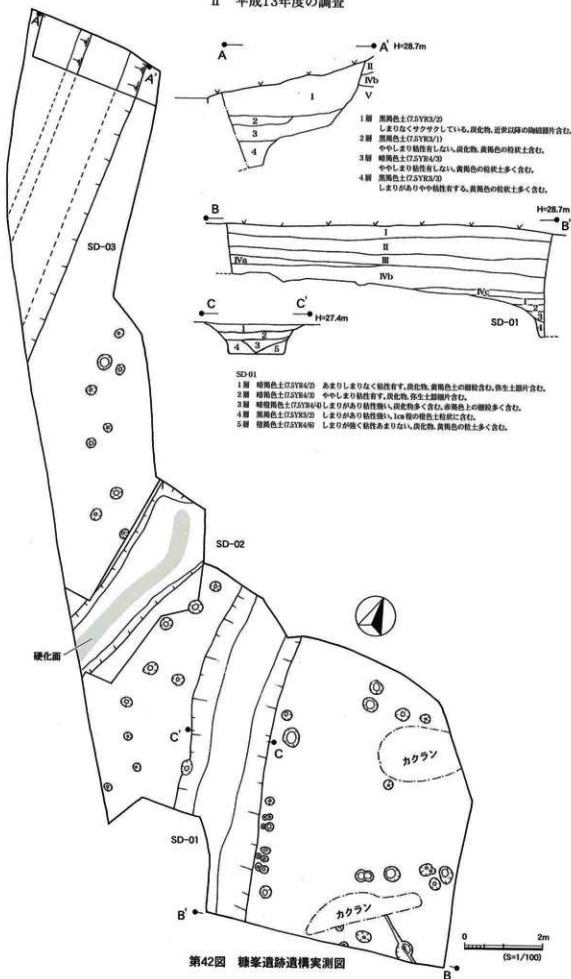 Ⅱ 平成13年度の調査
A
A'
A
A'
H=28.7m
Ⅱ
Ⅳb
Ⅴ
1
2
3
4
1層 黒褐色土(7.5YR3/2)
しまりなくサクサクしている。炭化物、近世以降の陶磁器片含む。
2層 黒褐色土(7.5YR3/1)
ややしまり粘性有しない。炭化物、黄褐色の粒状土含む。
3層 暗褐色土(7.5YR4/3)
ややしまり粘性有しない。黄褐色の粒状土多く含む。
4層 黒褐色土(7.5YR3/3)
しまりがありやや粘性有する。黄褐色の粒状土多く含む。
B
B'
H=28.7m
Ⅰ
Ⅱ
Ⅲ
Ⅳa
Ⅳb
Ⅳc
1
2
3
4
SD-01
C
C'
H=27.4m
1
2
4
3
5
SD-01
1層 暗褐色土(7.5YR4/2) あまりしまりなく粘性有す。炭化物、黄褐色土の細粒含む。弥生土器片含む。
2層 暗褐色土(7.5YR4/3) ややしまり粘性有す。炭化物、弥生土器細片含む。
3層 暗橙褐色土(7.5YR4/4) しまりがあり粘性強い。炭化物多く含む。赤褐色土の細粒多く含む。
4層 黒褐色土(7.5YR3/2) しまりがあり粘性強い。1cm程の橙色土粒状に含む。
5層 橙褐色土(7.5YR4/6) しまりが強く粘性あまりない。炭化物、黄褐色の粒土多く含む。
SD-03
SD-02
硬化面
C'
C
カクラン
SD-01
B'
カクラン
B
0
2m
(S=1/100)
第42図 糠峯遺跡遺構実測図